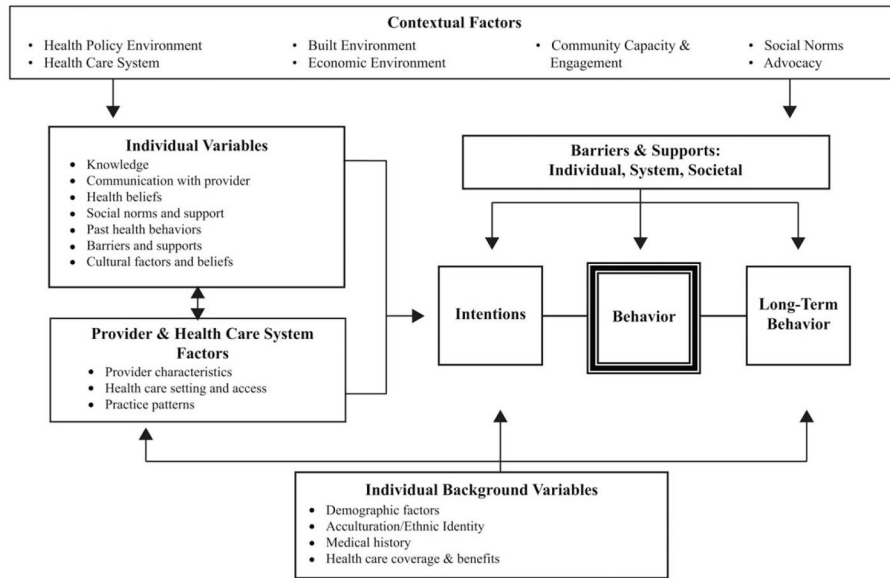 Contextual Factors
• Health Policy Environment
• Health Care System
• Built Environment
• Economic Environment
• Community Capacity &
Engagement
• Social Norms
• Advocacy
Individual Variables
• Knowledge
• Communication with provider
• Health beliefs
• Social norms and support
• Past health behaviors
• Barriers and supports
• Cultural factors and beliefs
Provider & Health Care System
Factors
• Provider characteristics
• Health care setting and access
• Practice patterns
Barriers & Supports:
Individual, System, Societal
Intentions
Behavior
Long-Term
Behavior
Individual Background Variables
• Demographic factors
• Acculturation/Ethnic Identity
• Medical history
• Health care coverage & benefits